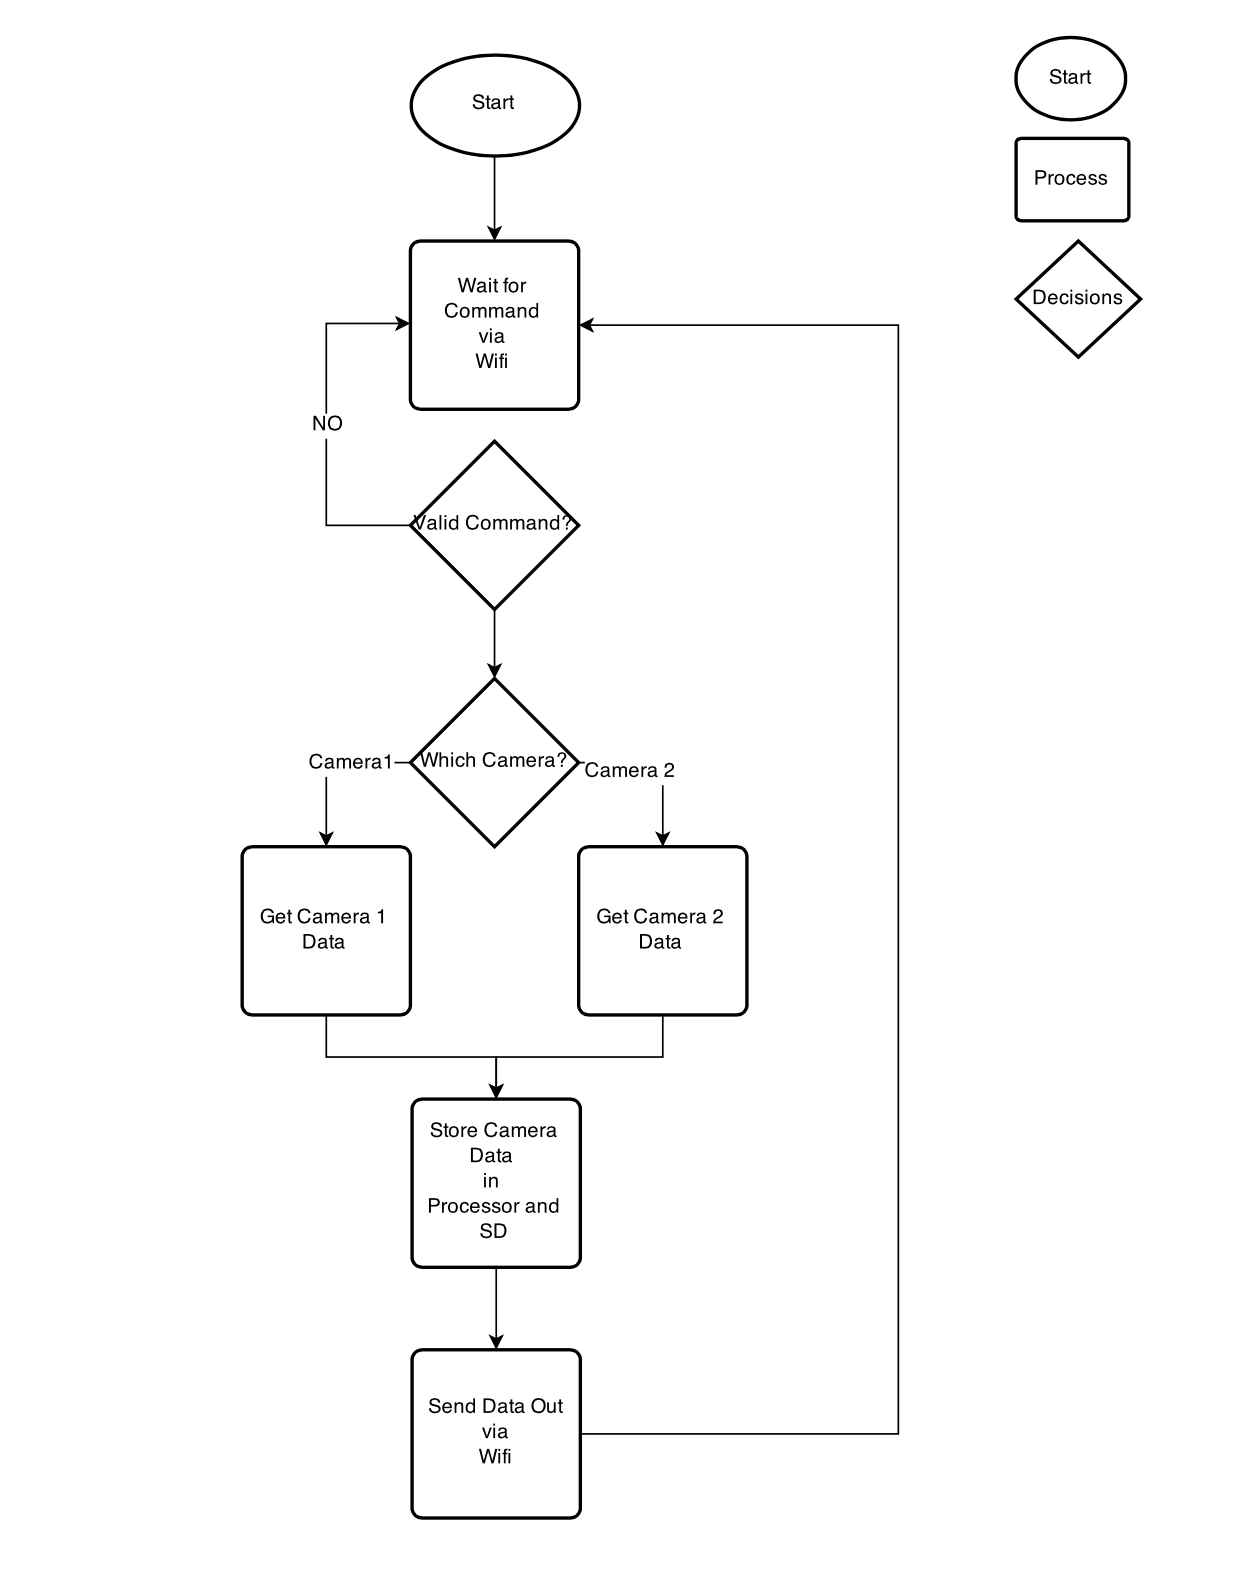 Start
Wait for
Command
via
Wifi
NO
Valid Command?
Which Camera?
Camera1
Camera 2
Get Camera 1
Data
Get Camera 2
Data
Store Camera
Data
in
Processor and
SD
Send Data Out
via
Wifi
Start
Process
Decisions